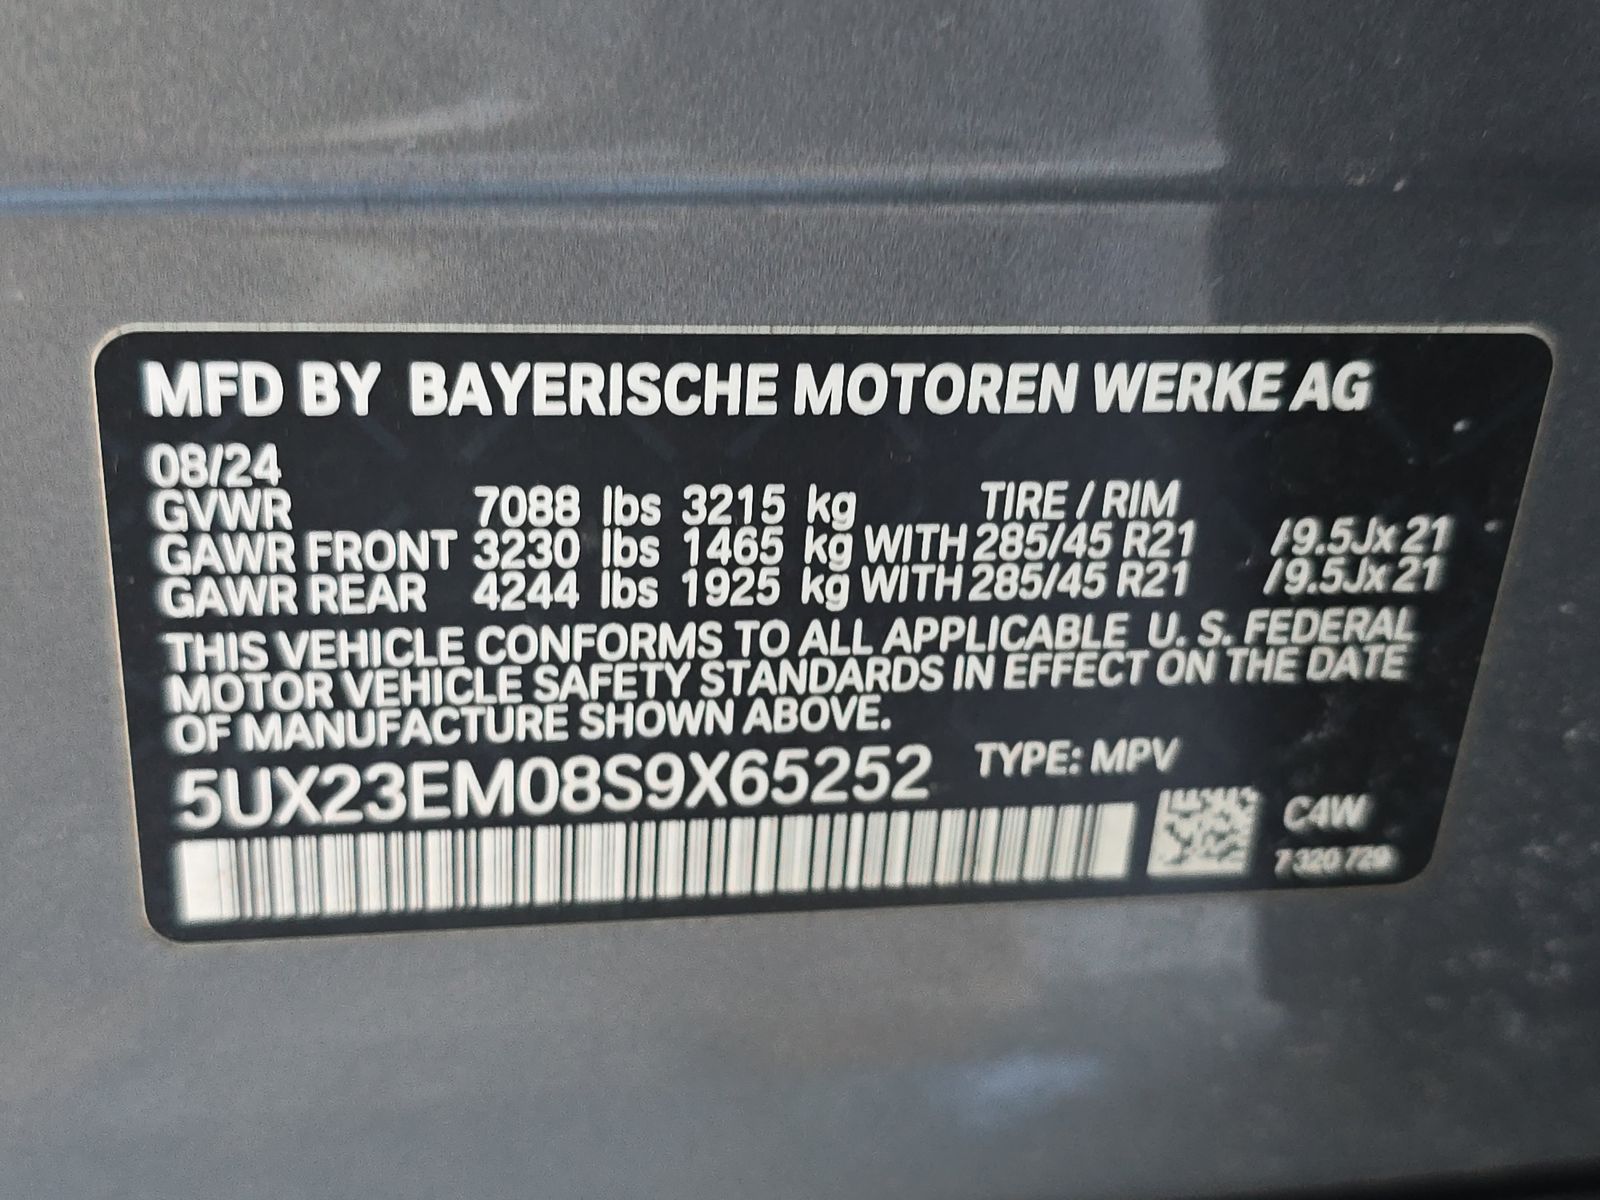 MFD BY BAYERISCHE MOTOREN WERKE AG
08/24
GVWR 7088 lbs 3215 kg TIRE / RIM
GAWR FRONT 3230 lbs 1465 kg WITH 285/45 R21 /9.5Jx21
GAWR REAR 4244 lbs 1925 kg WITH 285/45 R21 /9.5Jx21
THIS VEHICLE CONFORMS TO ALL APPLICABLE U. S. FEDERAL
MOTOR VEHICLE SAFETY STANDARDS IN EFFECT ON THE DATE
OF MANUFACTURE SHOWN ABOVE.
5UX23EM08S9X65252 TYPE: MPV
C4W
7 320 729